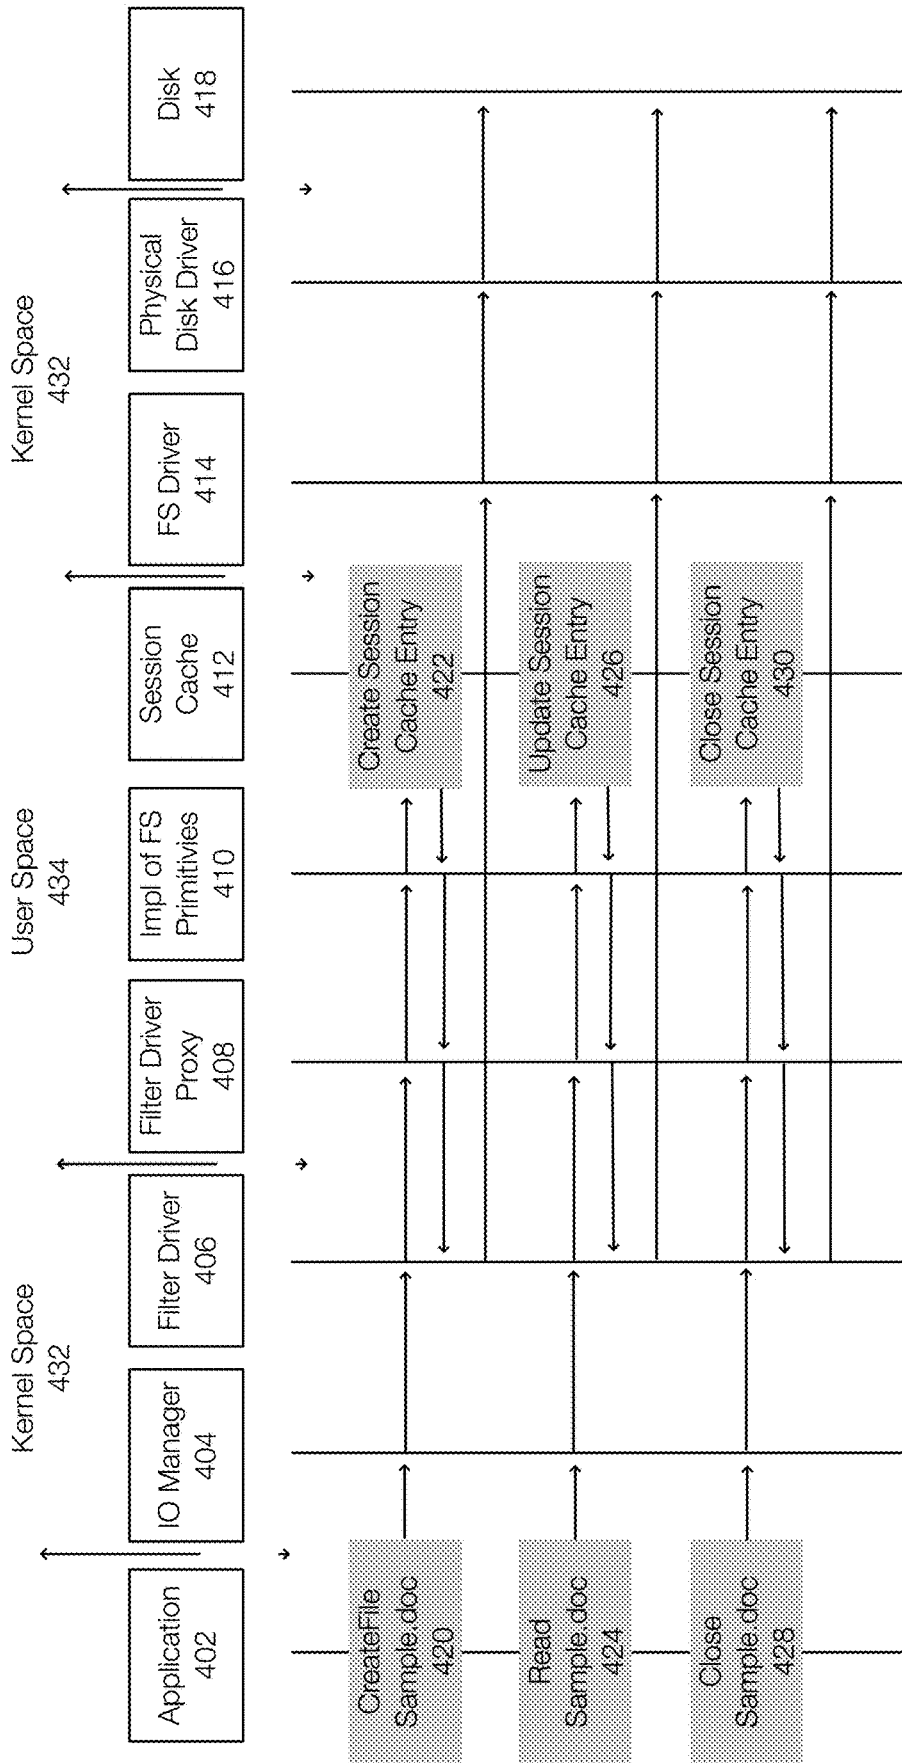 Kernel Space
432
User Space
434
Kernel Space
432
Application
402
IO Manager
404
Filter Driver
406
Filter Driver
Proxy
408
Impl of FS
Primitivies
410
Session
Cache
412
FS Driver
414
Physical
Disk Driver
416
Disk
418
CreateFile
Sample.doc
420
Create Session
Cache Entry
422
Read
Sample.doc
424
Update Session
Cache Entry
426
Close
Sample.doc
428
Close Session
Cache Entry
430